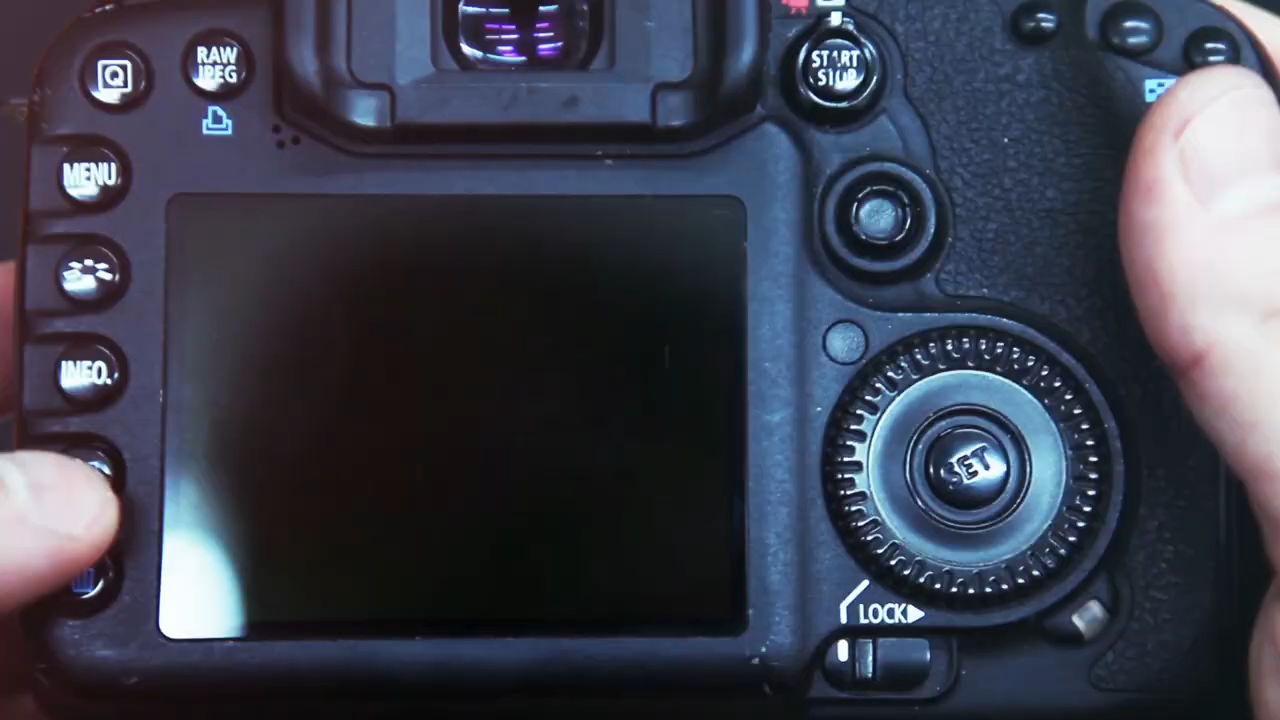 Q
RAW
JPEG
START
STOP
MENU
INFO.
SET
LOCK